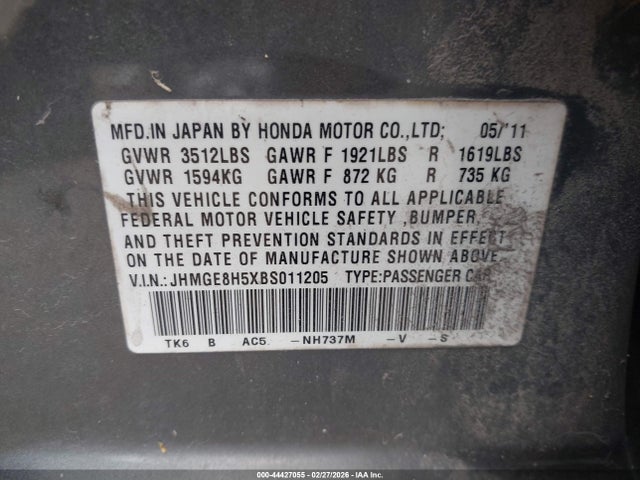 MFD.IN JAPAN BY HONDA MOTOR CO.,LTD; 05/'11
GVWR 3512LBS GAWR F 1921LBS R 1619LBS
GVWR 1594KG GAWR F 872 KG R 735 KG
THIS VEHICLE CONFORMS TO ALL APPLICABLE
FEDERAL MOTOR VEHICLE SAFETY ,BUMPER,
AND THEFT PREVENTION STANDARDS IN EFFECT
ON THE DATE OF MANUFACTURE SHOWN ABOVE.
V.I.N.: JHMGE8H5XBS011205 TYPE:PASSENGER CAR
TK6 B AC5 -NH737M -V -S
000-44427055 - 02/27/2026 - IAA Inc.